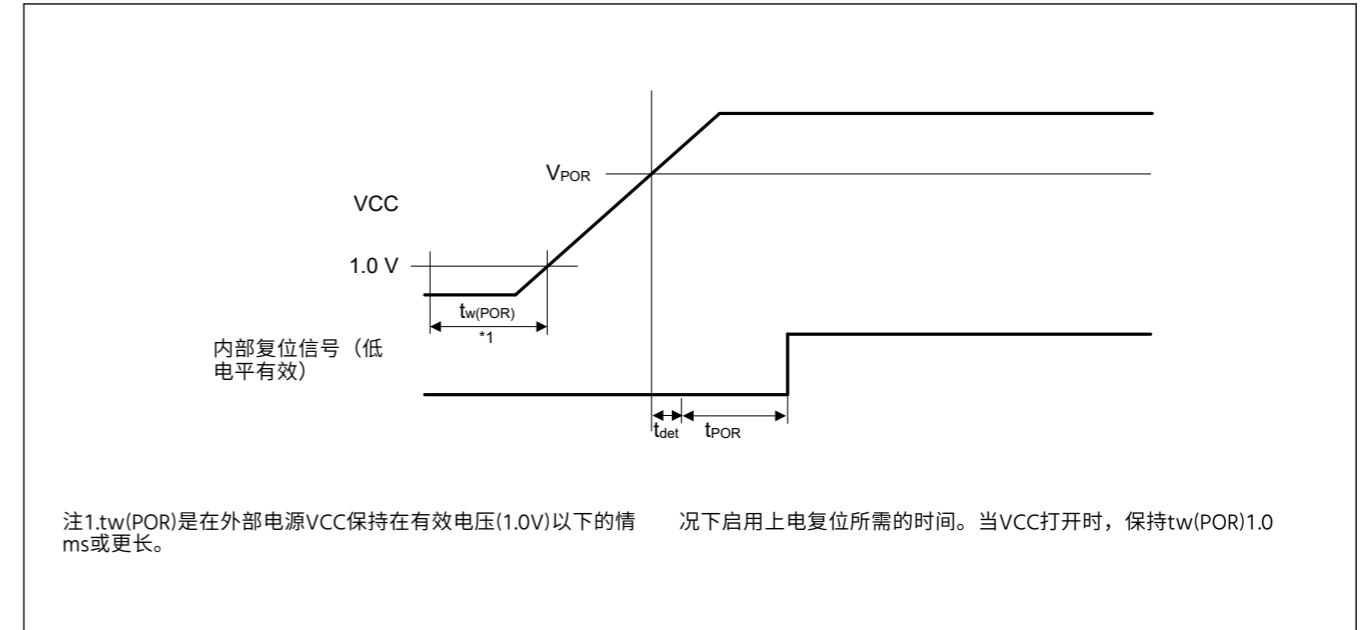 VPOR
VCC
1.0 V
tw(POR)
*1
内部复位信号（低
电平有效）
tdet
tPOR
注1.tw(POR)是在外部电源VCC保持在有效电压(1.0V)以下的情 况下启用上电复位所需的时间。当VCC打开时，保持tw(POR)1.0
ms或更长。